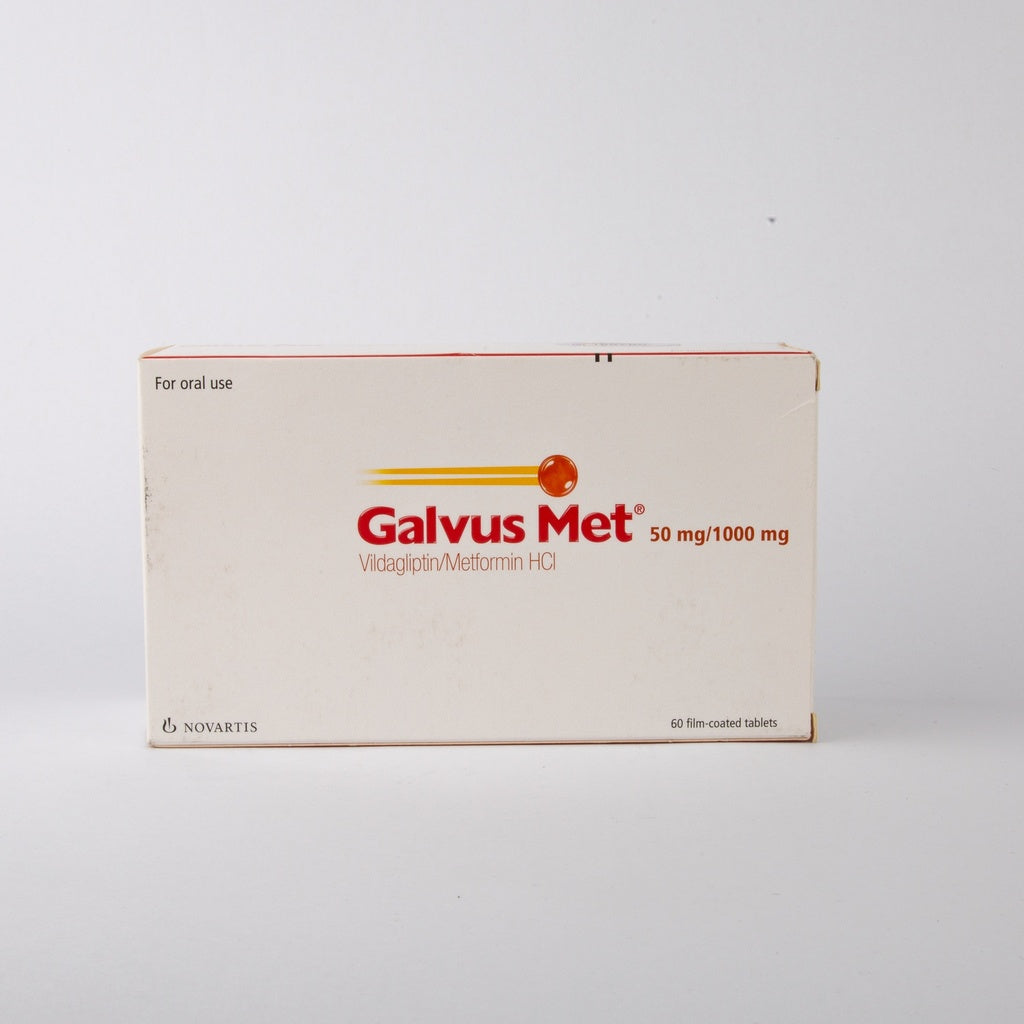 For oral use
Galvus Met® 50 mg/1000 mg
Vildagliptin/Metformin HCl
NOVARTIS
60 film-coated tablets